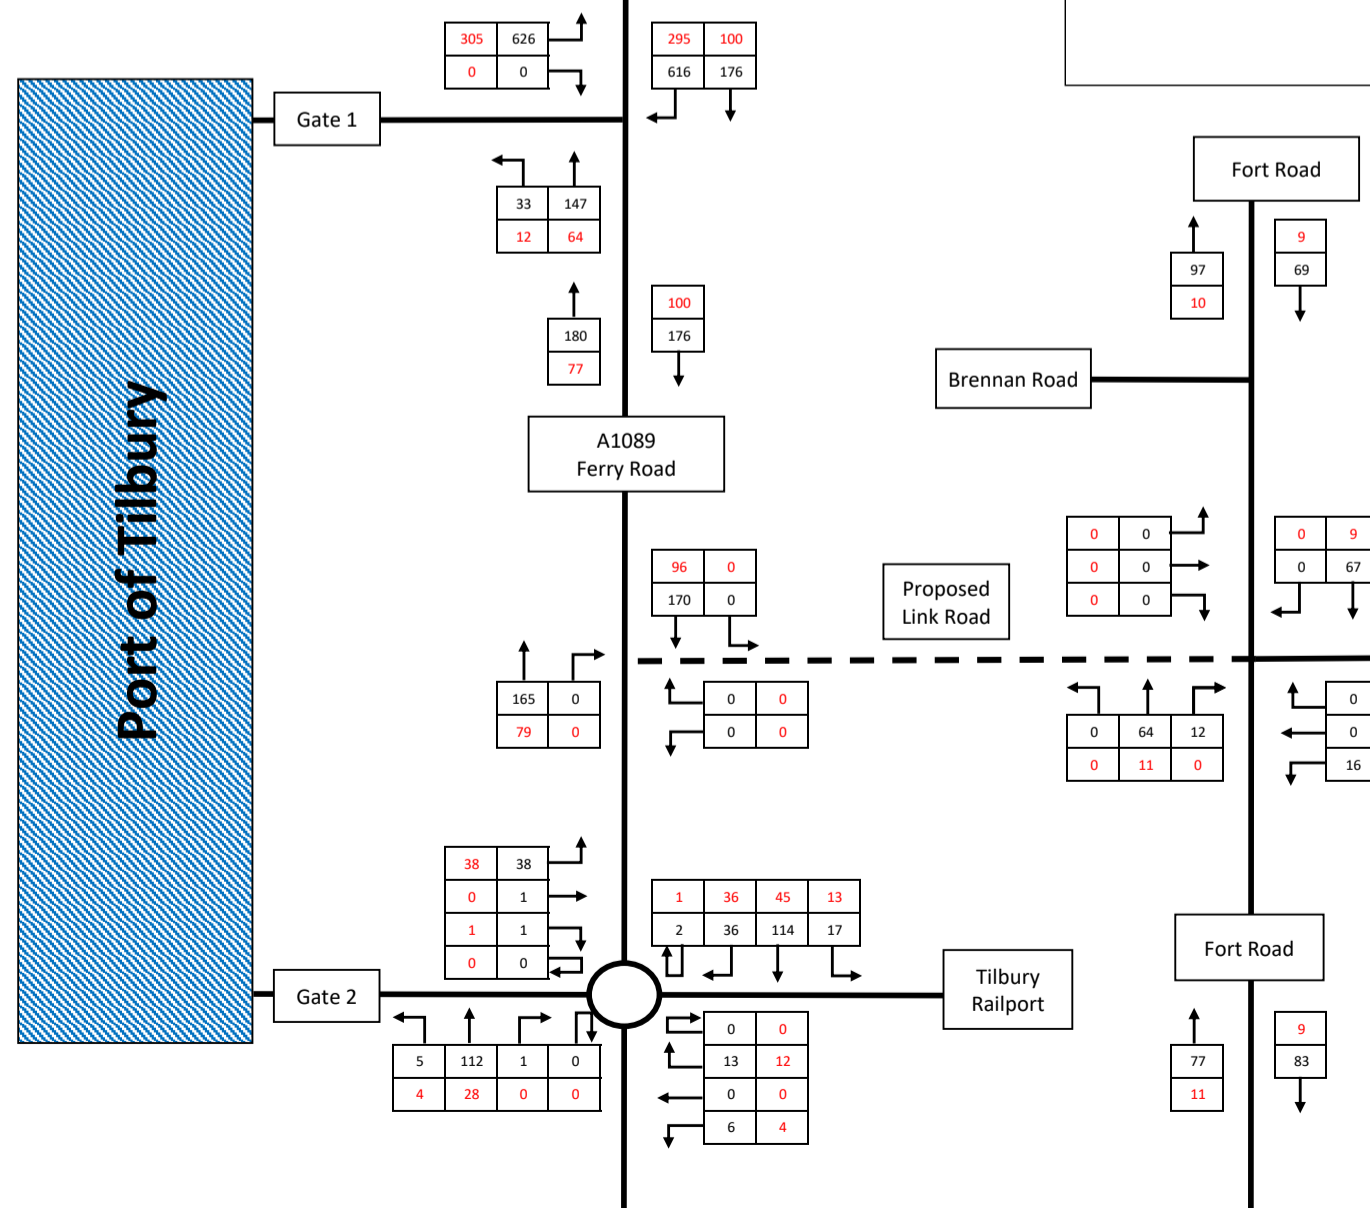 305 626
0 0
295 100
616 176
Gate 1
33 147
12 64
Fort Road
97
10
9
69
180
77
100
176
Brennan Road
A1089
Ferry Road
Port of Tilbury
96 0
170 0
Proposed
Link Road
0 0
0 0
0 0
0 9
0 67
165 0
79 0
0 0
0 0
0 64 12
0 11 0
0
0
16
38 38
0 1
1 1
0 0
1 36 45 13
2 36 114 17
Gate 2
Tilbury
Railport
Fort Road
5 112 1 0
4 28 0 0
0 0
13 12
0 0
6 4
77
11
9
83